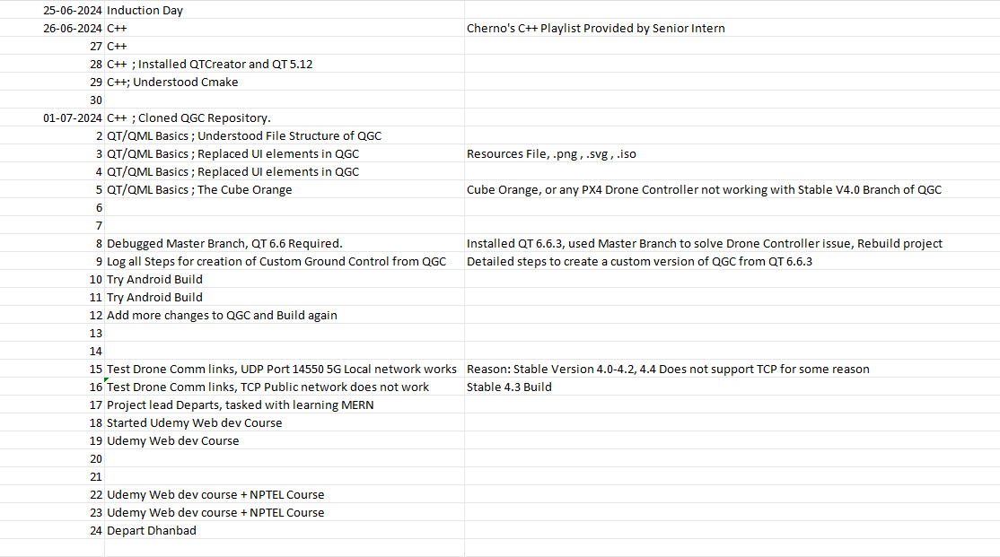 25-06-2024 Induction Day
26-06-2024 C++ Cherno's C++ Playlist Provided by Senior Intern
27 C++
28 C++ ; Installed QTCreator and QT 5.12
29 C++; Understood Cmake
30
01-07-2024 C++ ; Cloned QGC Repository.
2 QT/QML Basics ; Understood File Structure of QGC
3 QT/QML Basics ; Replaced UI elements in QGC Resources File, .png , .svg , .iso
4 QT/QML Basics ; Replaced UI elements in QGC
5 QT/QML Basics ; The Cube Orange Cube Orange, or any PX4 Drone Controller not working with Stable V4.0 Branch of QGC
6
7
8 Debugged Master Branch, QT 6.6 Required. Installed QT 6.6.3, used Master Branch to solve Drone Controller issue, Rebuild project
9 Log all Steps for creation of Custom Ground Control from QGC Detailed steps to create a custom version of QGC from QT 6.6.3
10 Try Android Build
11 Try Android Build
12 Add more changes to QGC and Build again
13
14
15 Test Drone Comm links, UDP Port 14550 5G Local network works Reason: Stable Version 4.0-4.2, 4.4 Does not support TCP for some reason
16 Test Drone Comm links, TCP Public network does not work Stable 4.3 Build
17 Project lead Departs, tasked with learning MERN
18 Started Udemy Web dev Course
19 Udemy Web dev Course
20
21
22 Udemy Web dev course + NPTEL Course
23 Udemy Web dev course + NPTEL Course
24 Depart Dhanbad